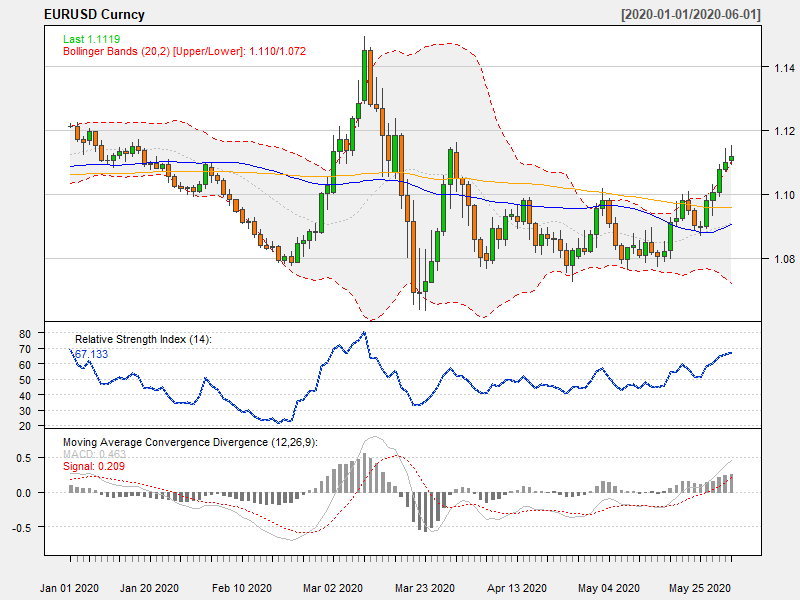 EURUSD Curncy [2020-01-01/2020-06-01]
Last 1.1119
Bollinger Bands (20,2) [Upper/Lower]: 1.110/1.072
1.14
1.12
1.10
1.08
Relative Strength Index (14):
67.133
80
70
60
50
40
30
20
Moving Average Convergence Divergence (12,26,9):
MACD: 0.463
Signal: 0.209
0.5
0.0
-0.5
Jan 01 2020 Jan 20 2020 Feb 10 2020 Mar 02 2020 Mar 23 2020 Apr 13 2020 May 04 2020 May 25 2020